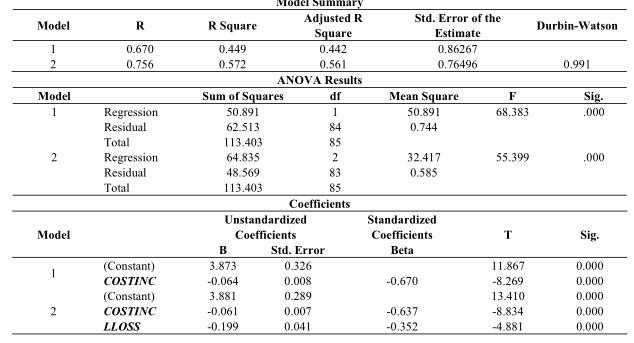 Model Summary
Model R R Square Adjusted R Square Std. Error of the Estimate Durbin-Watson
1 0.670 0.449 0.442 0.86267
2 0.756 0.572 0.561 0.76496 0.991
ANOVA Results
Model Sum of Squares df Mean Square F Sig.
1 Regression 50.891 1 50.891 68.383 .000
Residual 62.513 84 0.744
Total 113.403 85
2 Regression 64.835 2 32.417 55.399 .000
Residual 48.569 83 0.585
Total 113.403 85
Coefficients
Model Unstandardized Coefficients Standardized Coefficients T Sig.
B Std. Error Beta
1 (Constant) 3.873 0.326 11.867 0.000
COSTINC -0.064 0.008 -0.670 -8.269 0.000
2 (Constant) 3.881 0.289 13.410 0.000
COSTINC -0.061 0.007 -0.637 -8.834 0.000
LLOSS -0.199 0.041 -0.352 -4.881 0.000